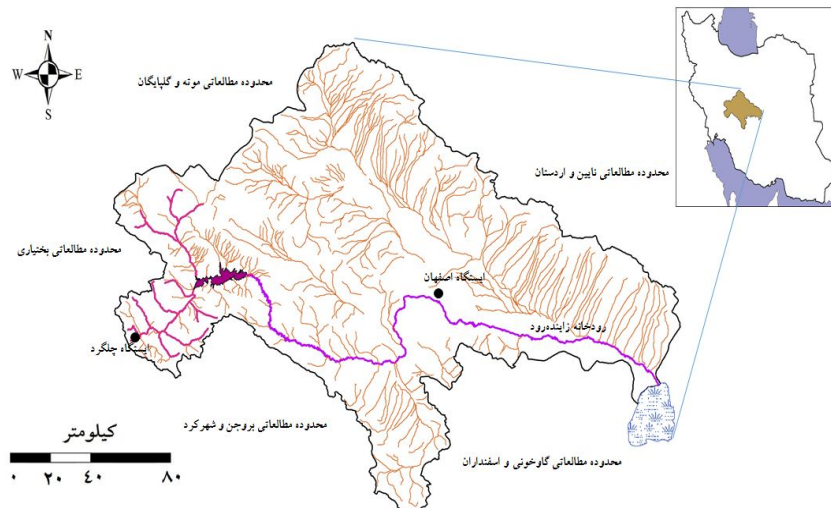 N
W E
S
محدوده مطالعاتی موته و گلپایگان
محدوده مطالعاتی نایین و اردستان
محدوده مطالعاتی بختیاری
ایستگاه اصفهان
رودخانه زاینده‌رود
ایستگاه چلگرد
محدوده مطالعاتی بروجن و شهرکرد
محدوده مطالعاتی گاوخونی و اسفنداران
کیلومتر
۰ ۲۰ ۴۰ ۸۰